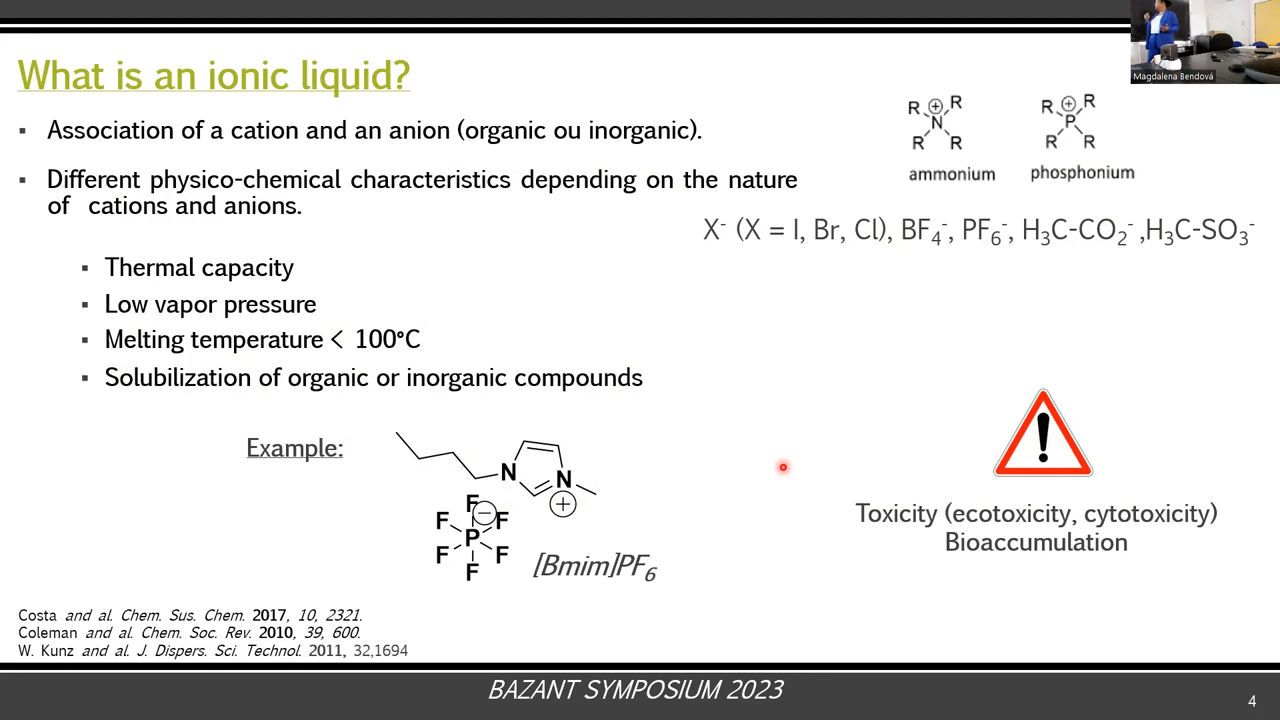 What is an ionic liquid?
Magdalena Bendová
▪ Association of a cation and an anion (organic ou inorganic).
▪ Different physico-chemical characteristics depending on the nature
of cations and anions.
R ⊕ R
N
R R
ammonium
R ⊕ R
P
R R
phosphonium
X⁻ (X = I, Br, Cl), BF₄⁻, PF₆⁻, H₃C-CO₂⁻ ,H₃C-SO₃⁻
▪ Thermal capacity
▪ Low vapor pressure
▪ Melting temperature < 100°C
▪ Solubilization of organic or inorganic compounds
Example:
N N
⊕
F ⊖
F F
P
F F
F
[Bmim]PF₆
!
Toxicity (ecotoxicity, cytotoxicity)
Bioaccumulation
Costa and al. Chem. Sus. Chem. 2017, 10, 2321.
Coleman and al. Chem. Soc. Rev. 2010, 39, 600.
W. Kunz and al. J. Dispers. Sci. Technol. 2011, 32,1694
BAZANT SYMPOSIUM 2023
4